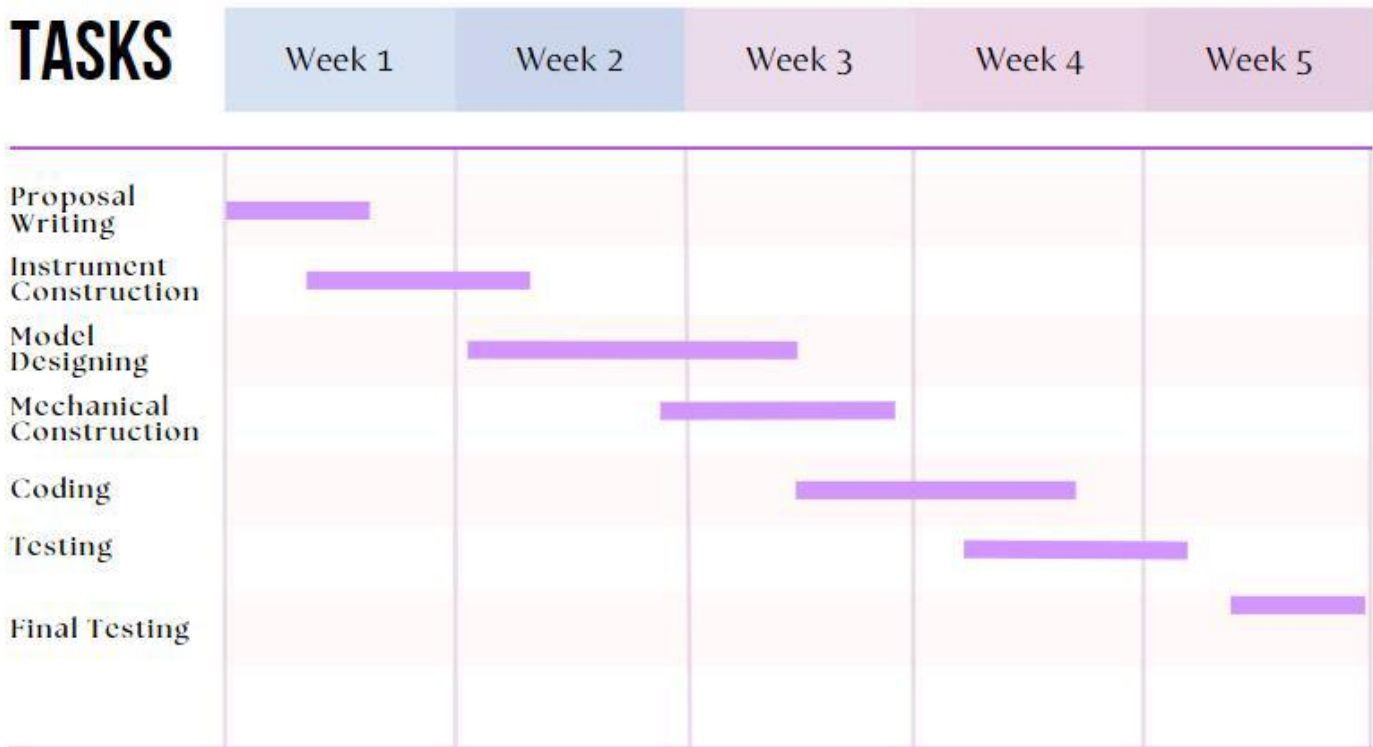 TASKS
Week 1
Week 2
Week 3
Week 4
Week 5
Proposal
Writing
Instrument
Construction
Model
Designing
Mechanical
Construction
Coding
Testing
Final Testing